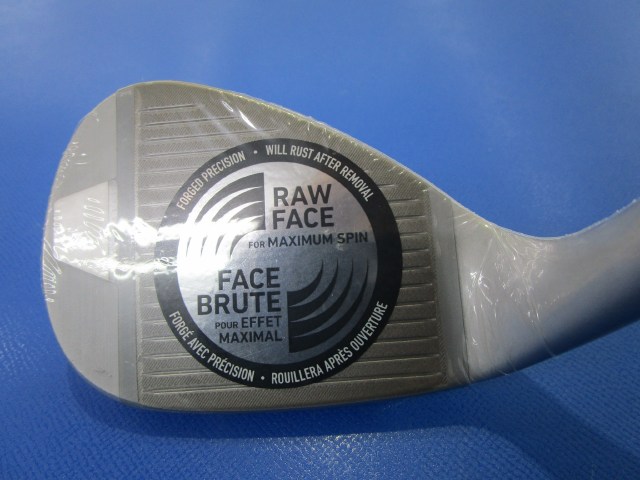 FORGED PRECISION • WILL RUST AFTER REMOVAL
RAW
FACE
FOR MAXIMUM SPIN
FACE
BRUTE
POUR EFFET
MAXIMAL
FORGÉ AVEC PRÉCISION • ROUILLERA APRÈS OUVERTURE